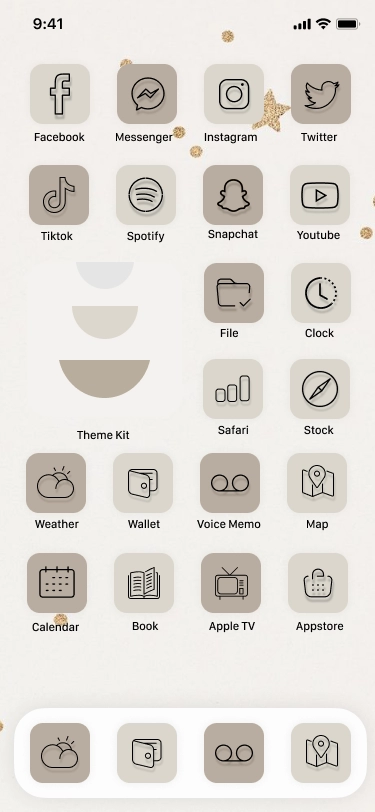 9:41
Facebook
Messenger
Instagram
Twitter
Tiktok
Spotify
Snapchat
Youtube
File
Clock
Theme Kit
Safari
Stock
Weather
Wallet
Voice Memo
Map
Calendar
Book
Apple TV
Appstore